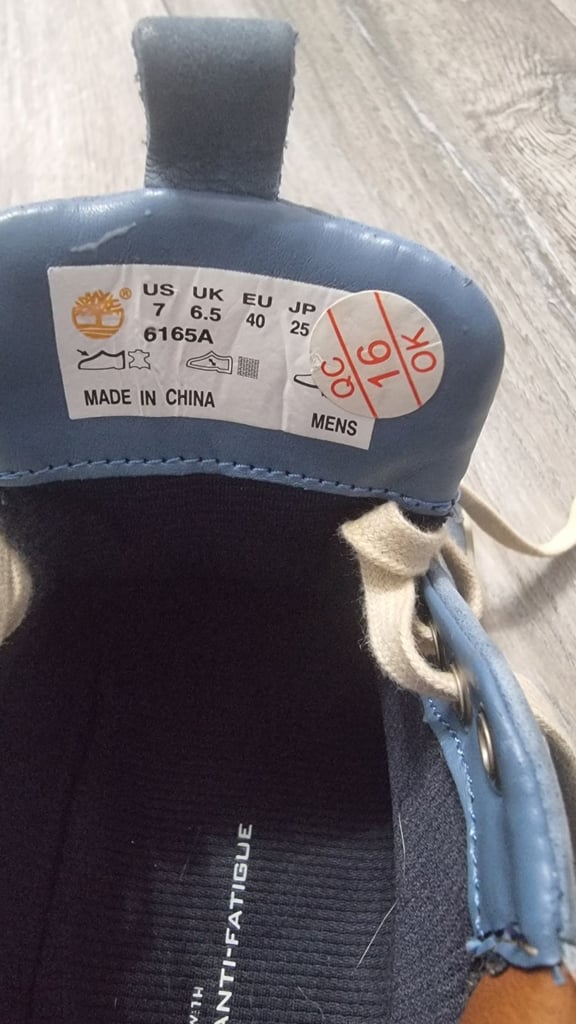 ® US UK EU JP
7 6.5 40 25
6165A
MADE IN CHINA
MENS
QC
16
OK
WITH
ANTI-FATIGUE